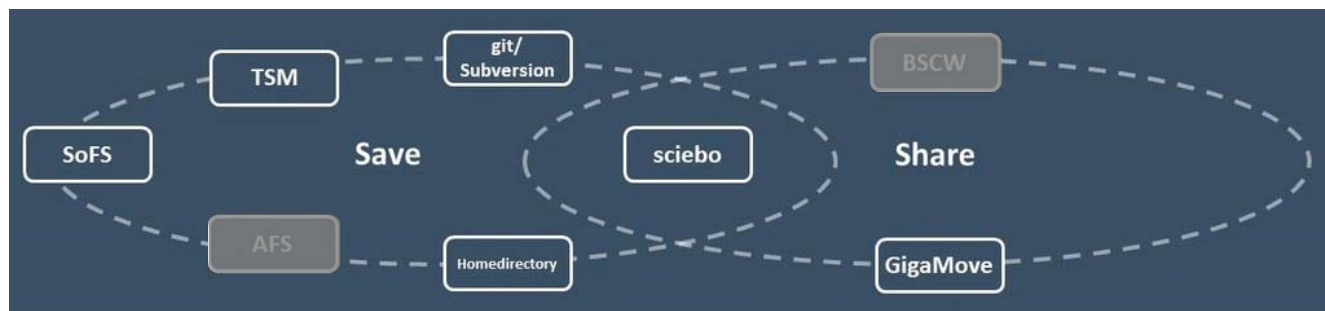 TSM
git/
Subversion
BSCW
SoFS
Save
sciebo
Share
AFS
Homedirectory
GigaMove